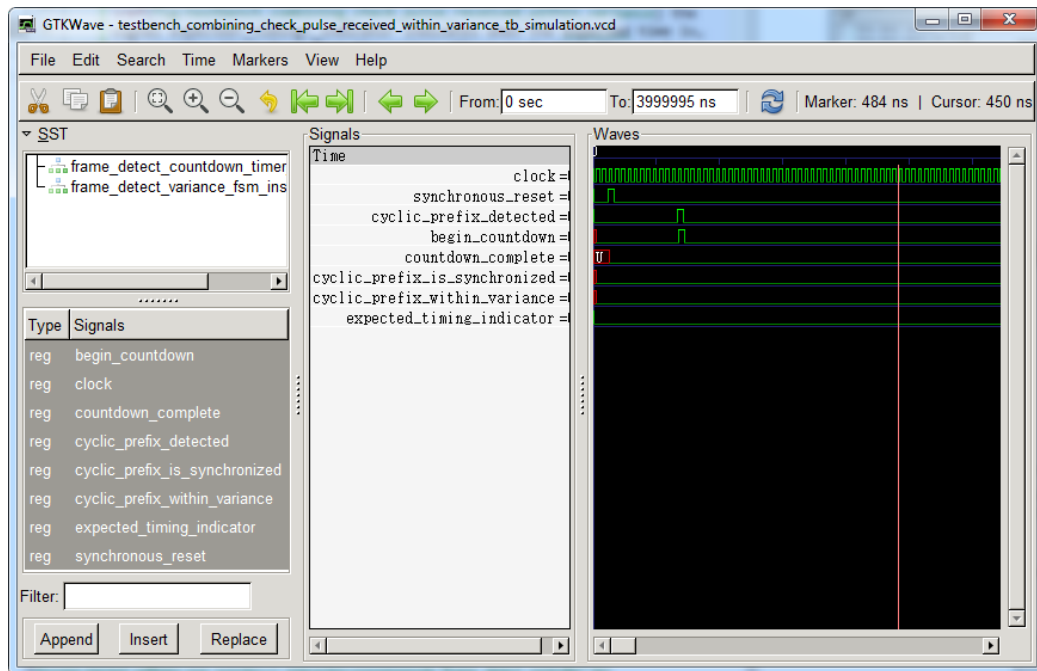 GTKWave - testbench_combining_check_pulse_received_within_variance_tb_simulation.vcd
File Edit Search Time Markers View Help
From: 0 sec To: 3999995 ns Marker: 484 ns | Cursor: 450 ns
SST
frame_detect_countdown_timer
frame_detect_variance_fsm_ins
Type Signals
reg begin_countdown
reg clock
reg countdown_complete
reg cyclic_prefix_detected
reg cyclic_prefix_is_synchronized
reg cyclic_prefix_within_variance
reg expected_timing_indicator
reg synchronous_reset
Filter:
Append Insert Replace
Signals
Time
clock =
synchronous_reset =
cyclic_prefix_detected =
begin_countdown =
countdown_complete =
cyclic_prefix_is_synchronized =
cyclic_prefix_within_variance =
expected_timing_indicator =
Waves
U